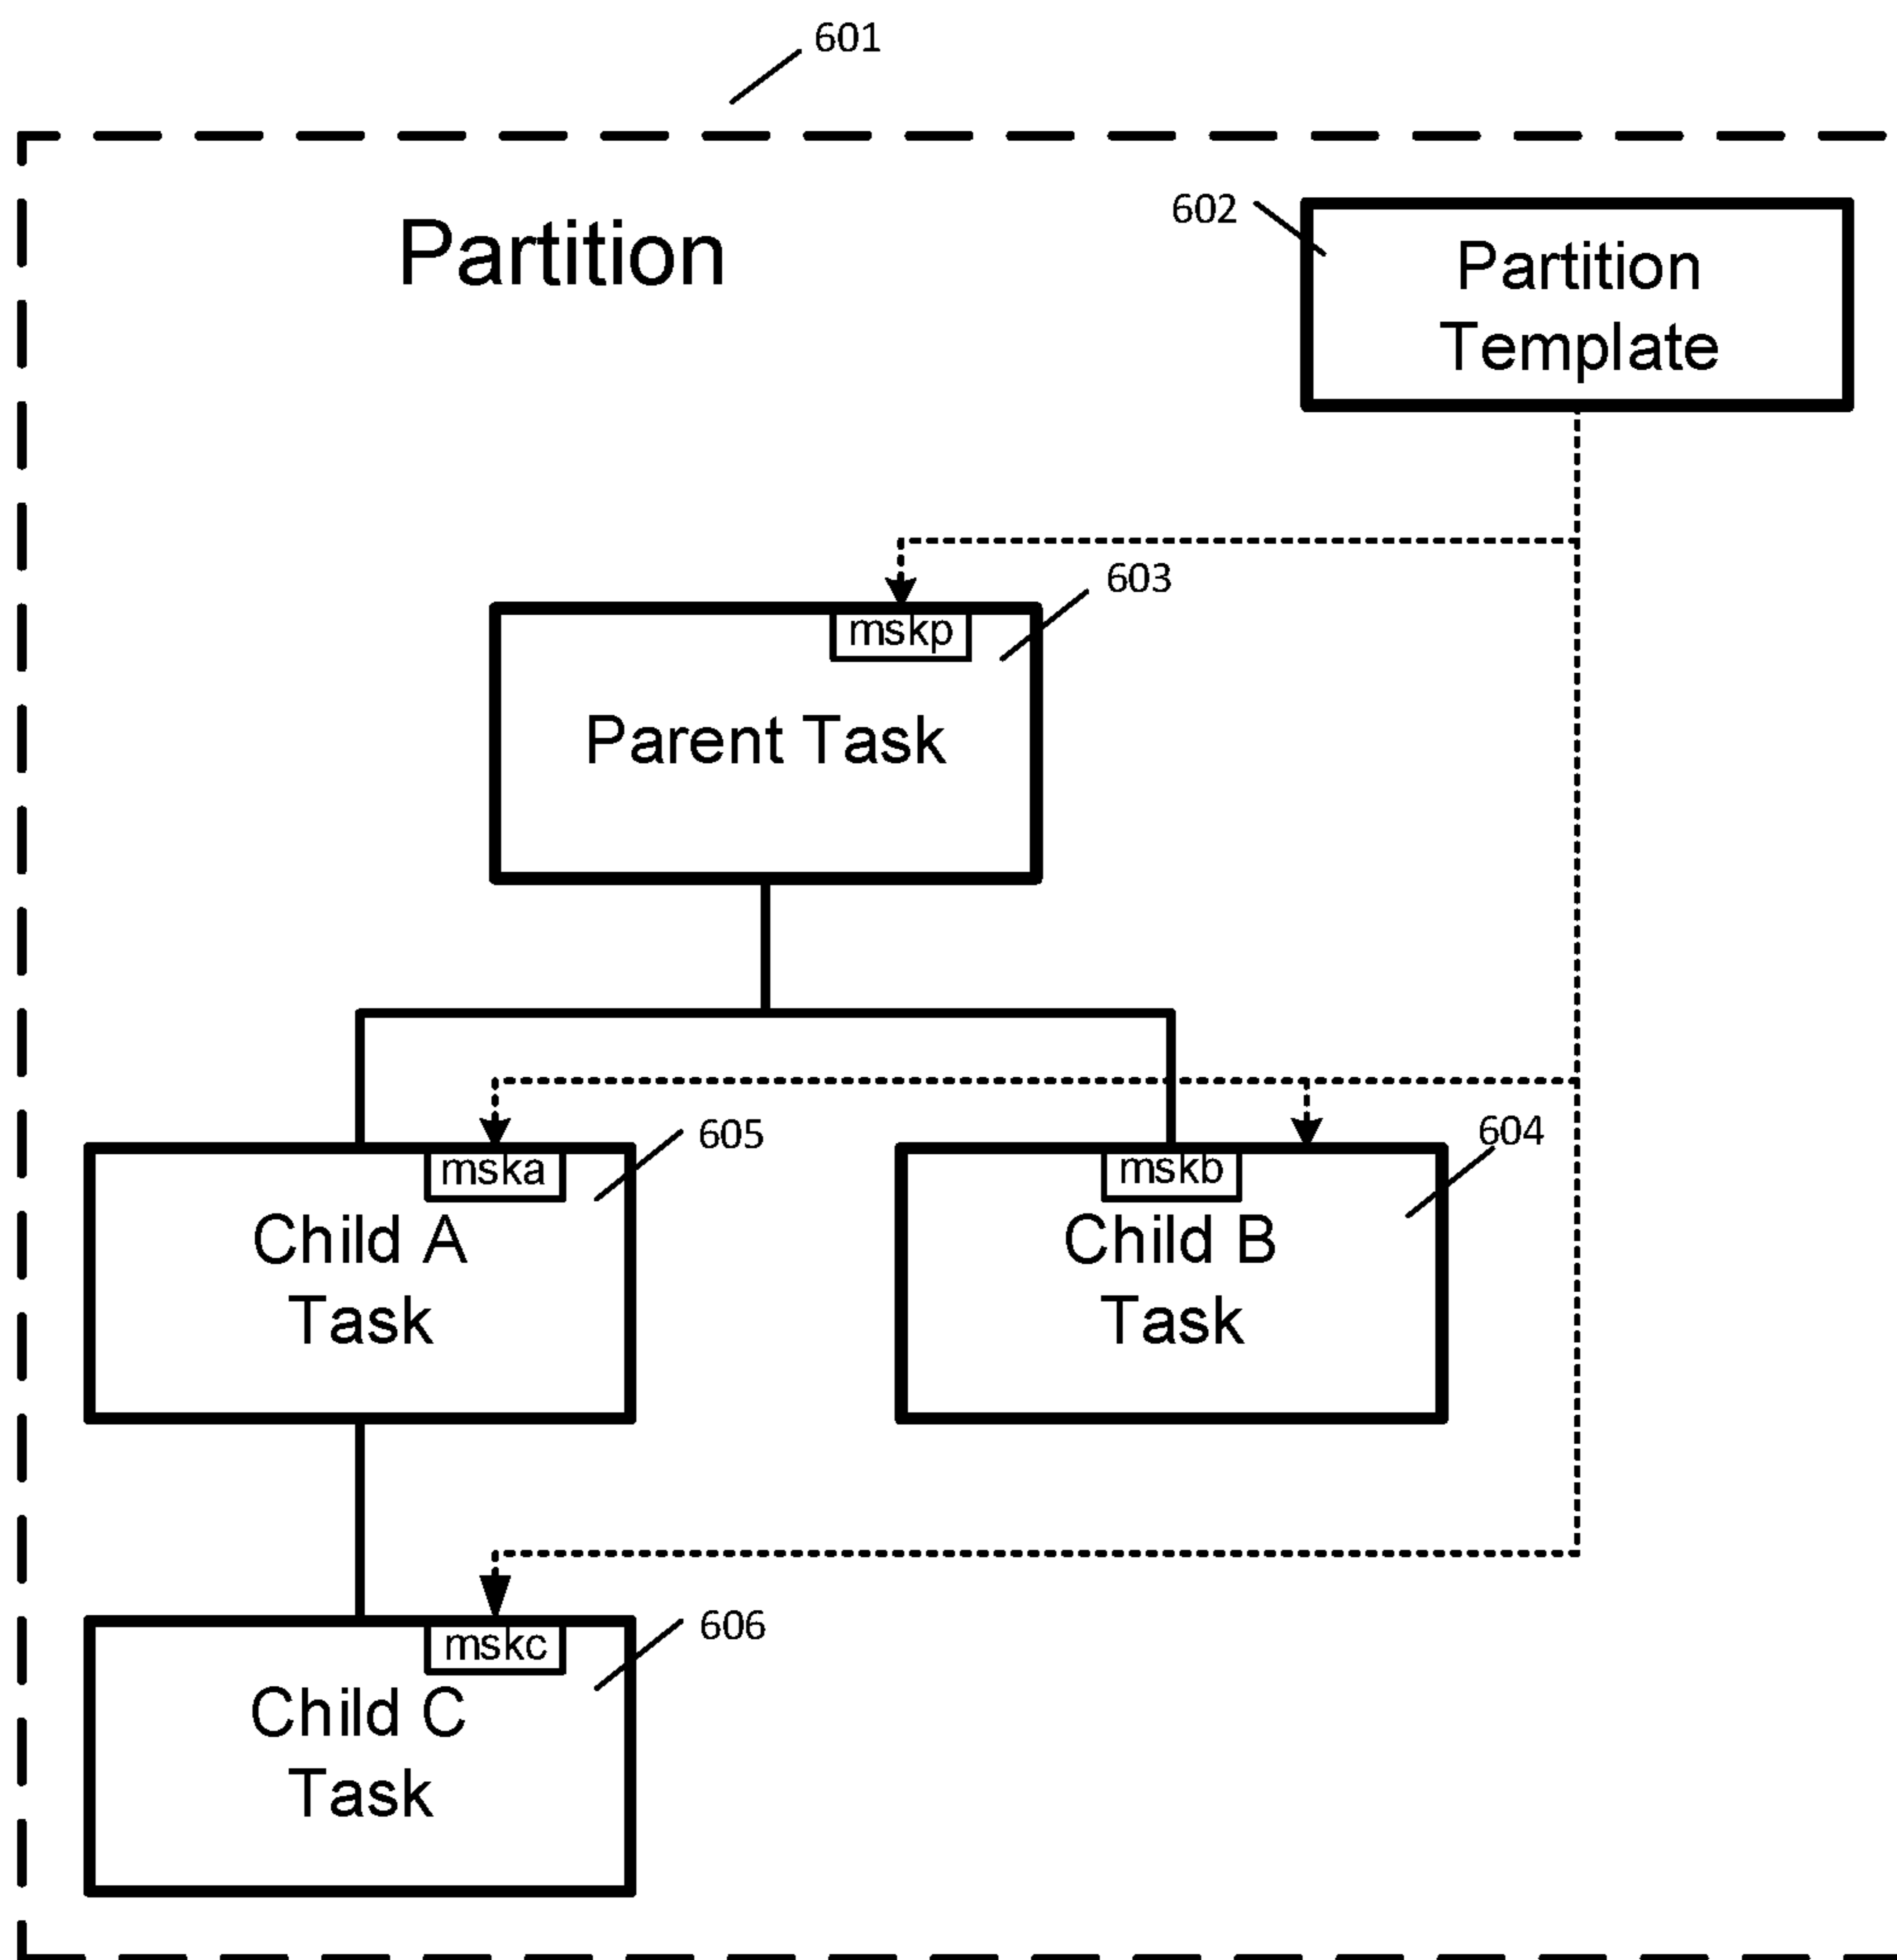 601
602
Partition
Partition
Template
603
mskp
Parent Task
605
604
mska
mskb
Child A
Task
Child B
Task
606
mskc
Child C
Task